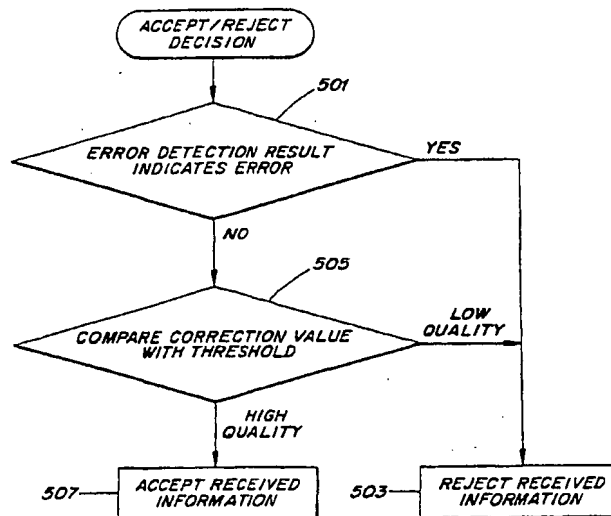 ACCEPT/REJECT
DECISION
501
ERROR DETECTION RESULT
INDICATES ERROR
YES
NO
505
COMPARE CORRECTION VALUE
WITH THRESHOLD
LOW
QUALITY
HIGH
QUALITY
507
ACCEPT RECEIVED
INFORMATION
503
REJECT RECEIVED
INFORMATION